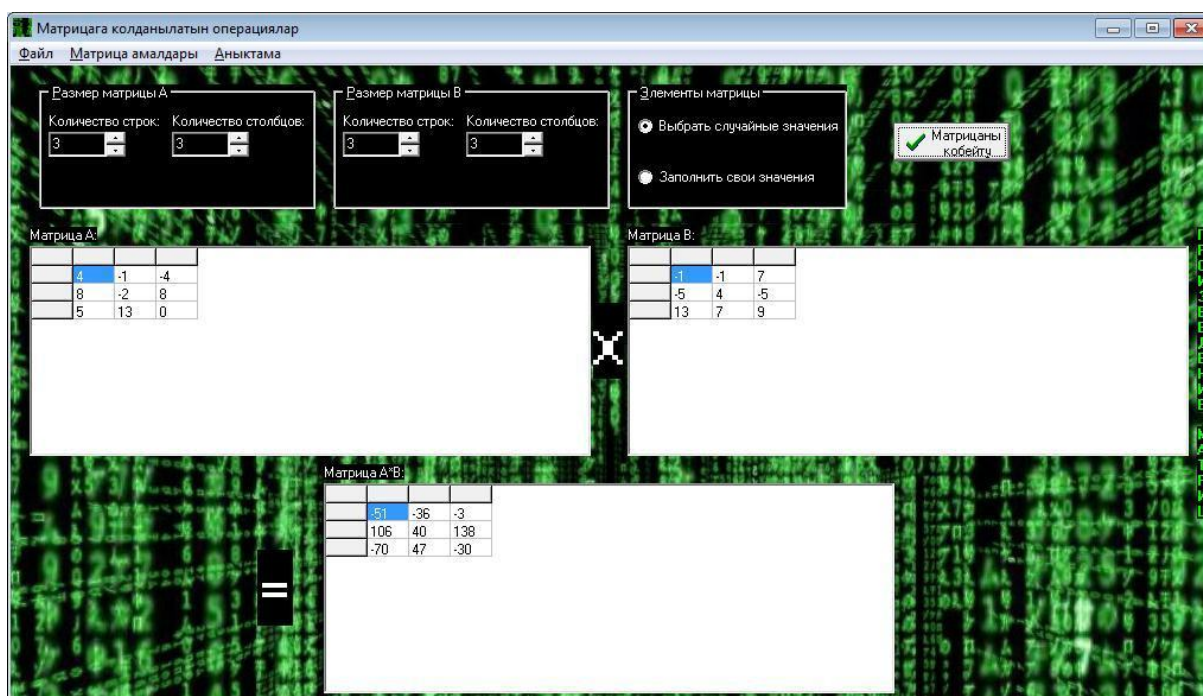 Матрицага колданылатын операциялар
Файл Матрица амалдары Аныктама
Размер матрицы A
Количество строк: Количество столбцов:
3 3
Размер матрицы B
Количество строк: Количество столбцов:
3 3
Элементы матрицы
Выбрать случайные значения
Заполнить свои значения
Матрицаны
кобейту
Матрица A:
4 -1 -4
8 -2 8
5 13 0
X
Матрица B:
-1 -1 7
-5 4 -5
13 7 9
Матрица A*B:
=
-51 -36 -3
106 40 138
-70 47 -30